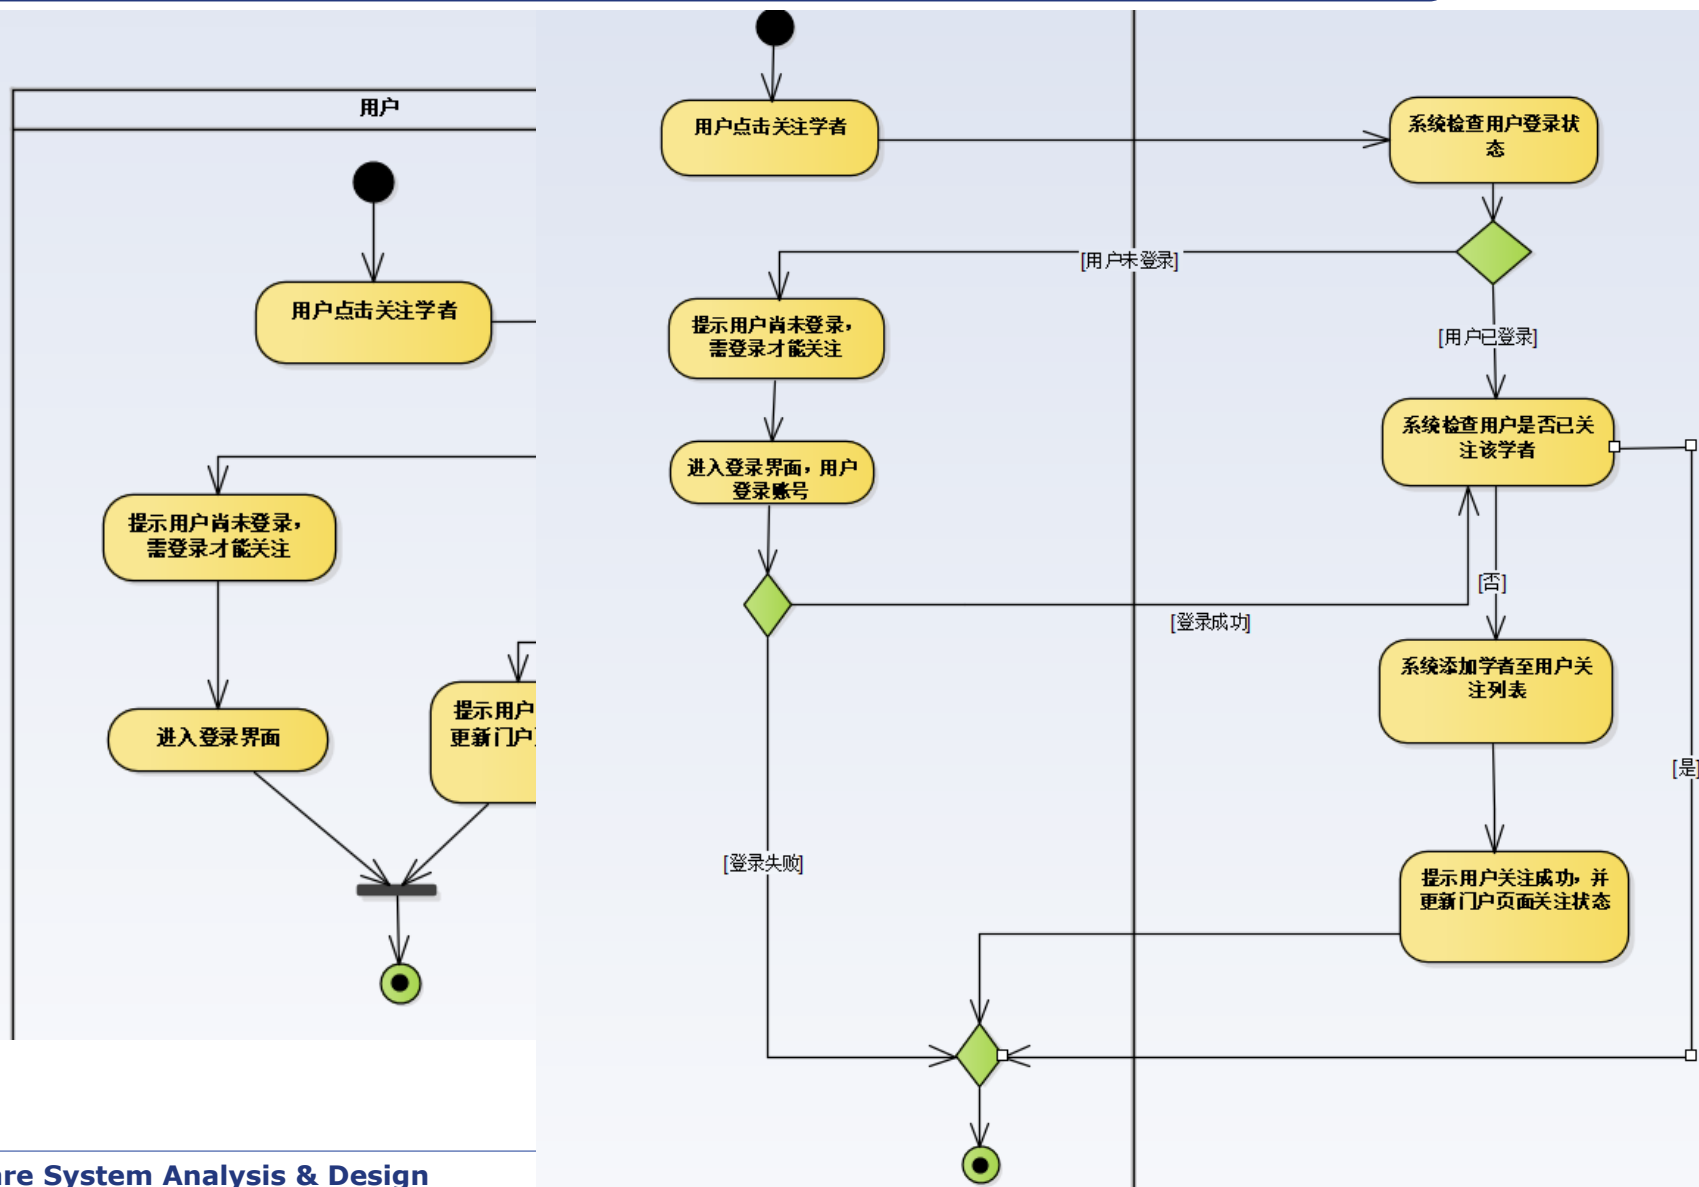 用户
用户点击关注学者
提示用户尚未登录，
需登录才能关注
进入登录界面
提示用户
更新门户
用户点击关注学者
系统检查用户登录状
态
[用户未登录]
[用户已登录]
提示用户尚未登录，
需登录才能关注
系统检查用户是否已关
注该学者
进入登录界面，用户
登录账号
[否]
[登录成功]
系统添加学者至用户关
注列表
[是]
[登录失败]
提示用户关注成功，并
更新门户页面关注状态
are System Analysis & Design